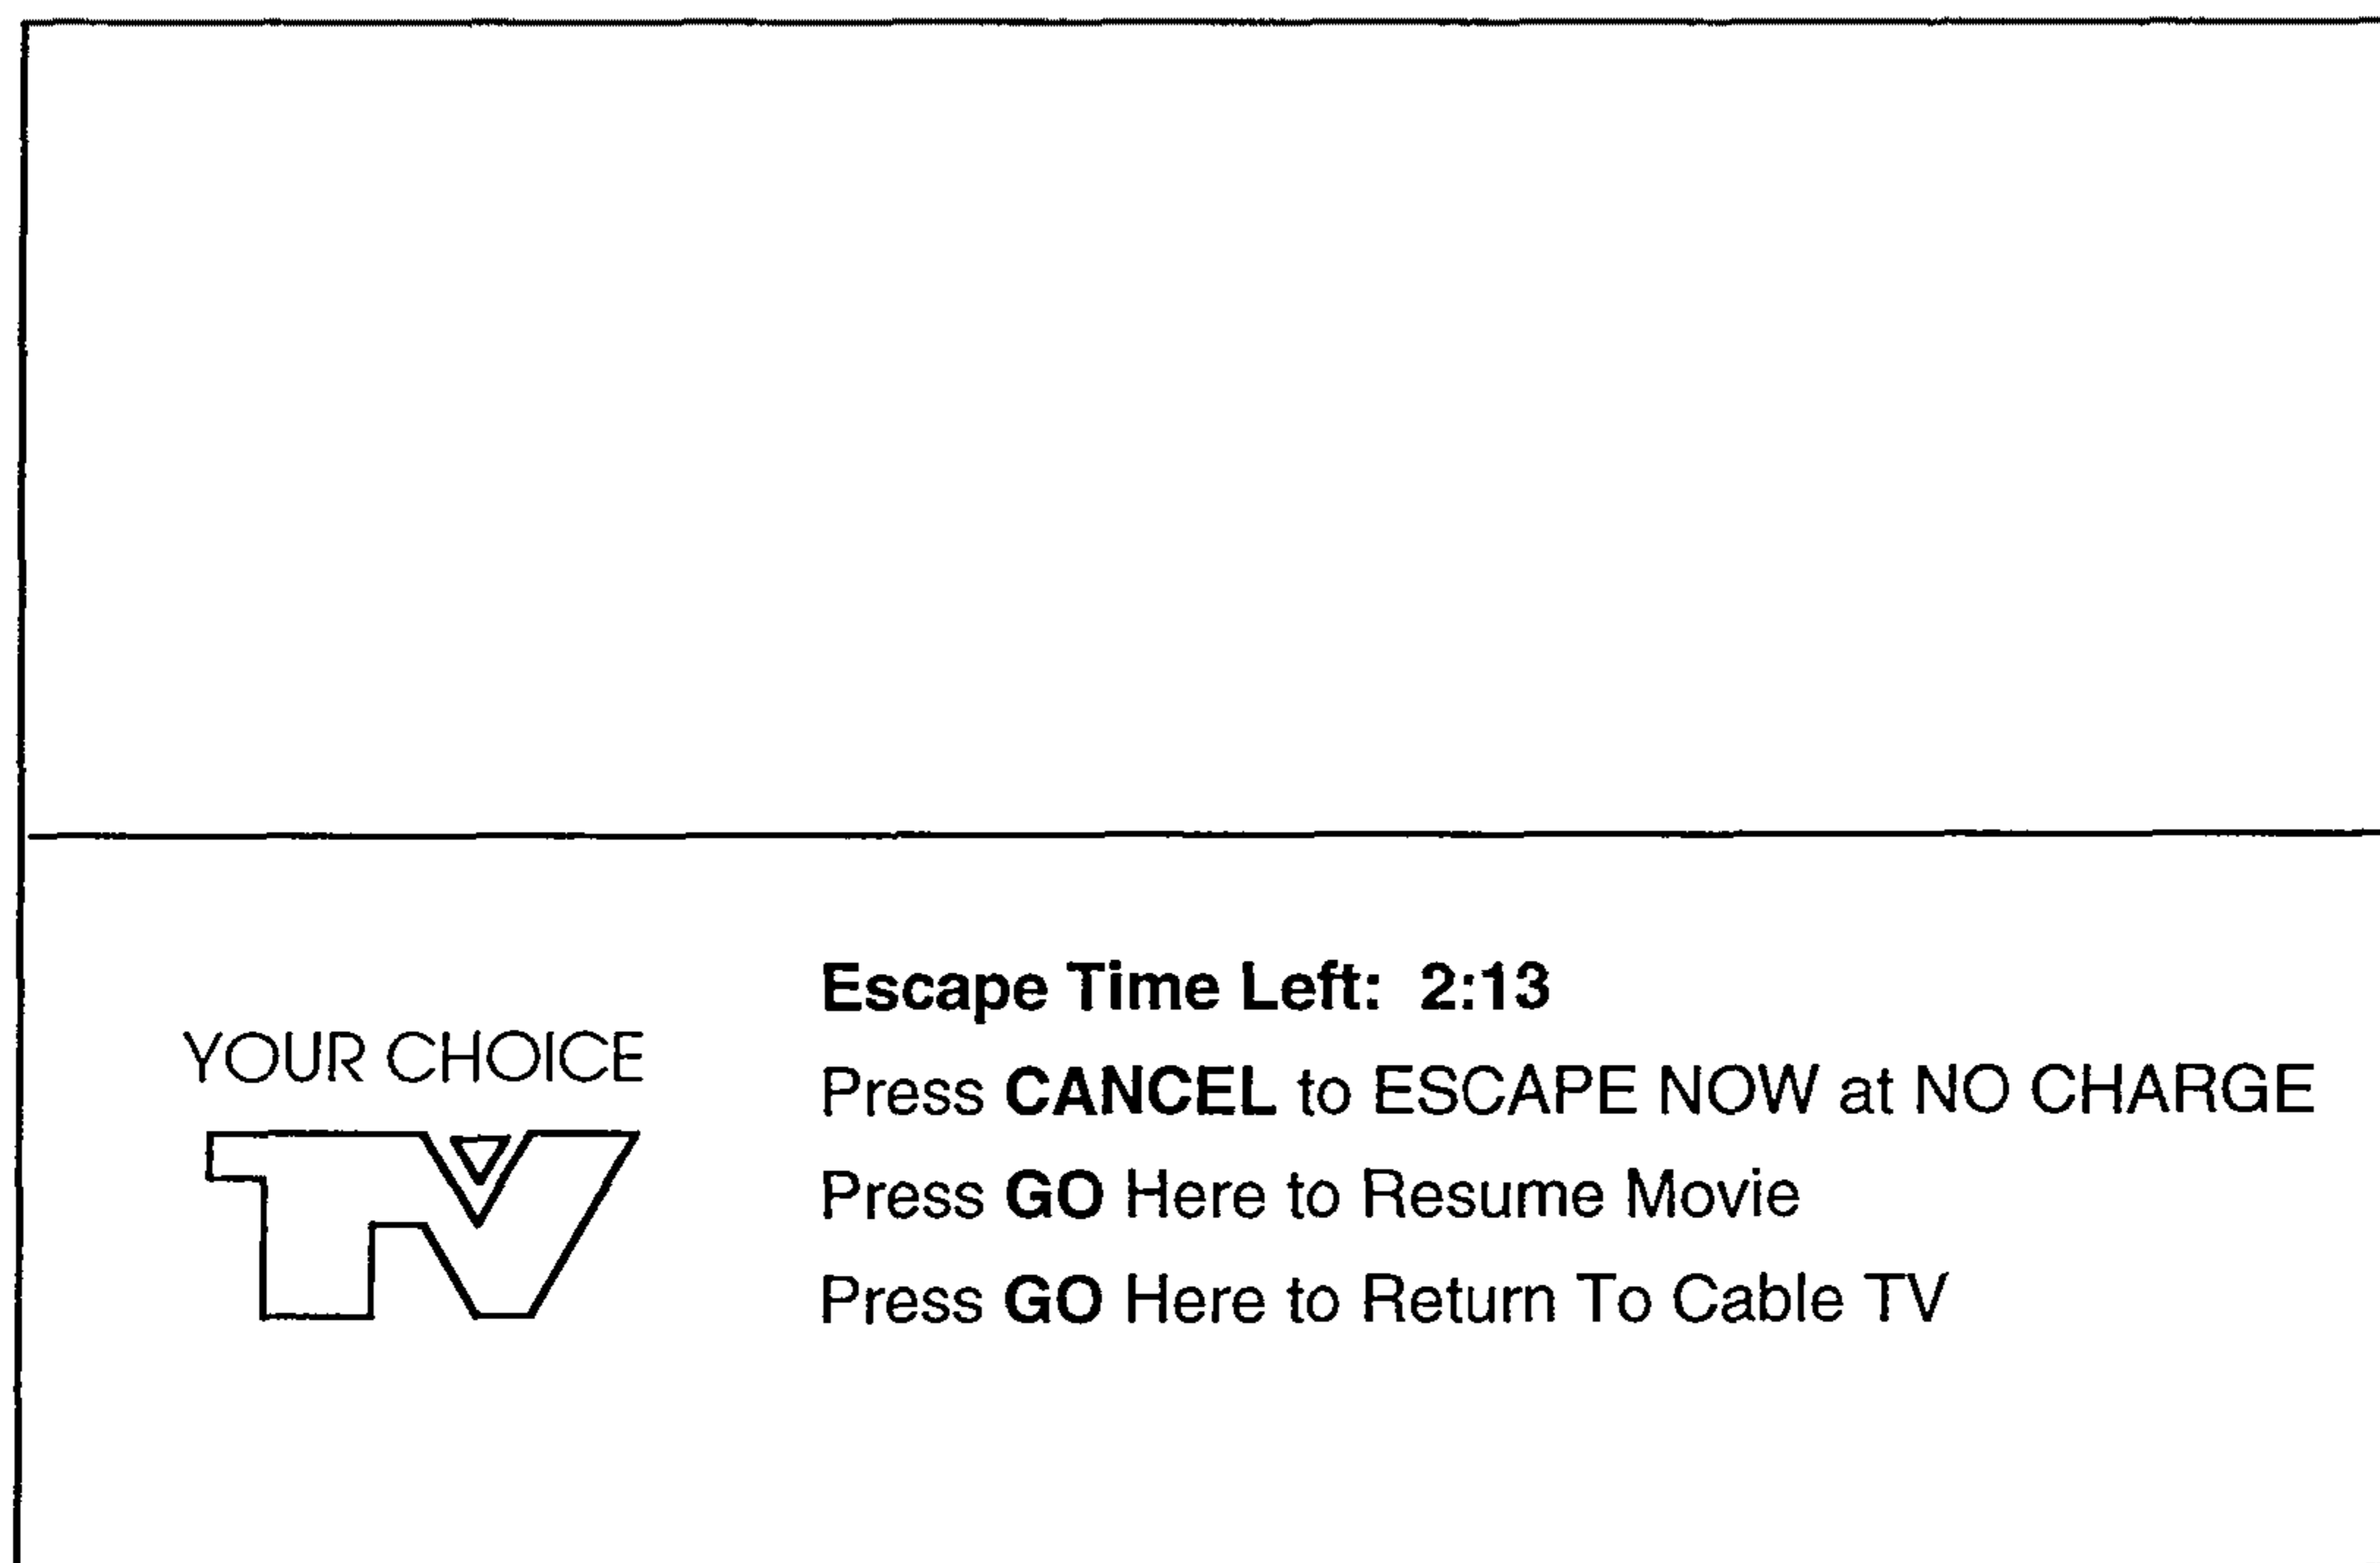 YOUR CHOICE
TV
Escape Time Left: 2:13
Press CANCEL to ESCAPE NOW at NO CHARGE
Press GO Here to Resume Movie
Press GO Here to Return To Cable TV